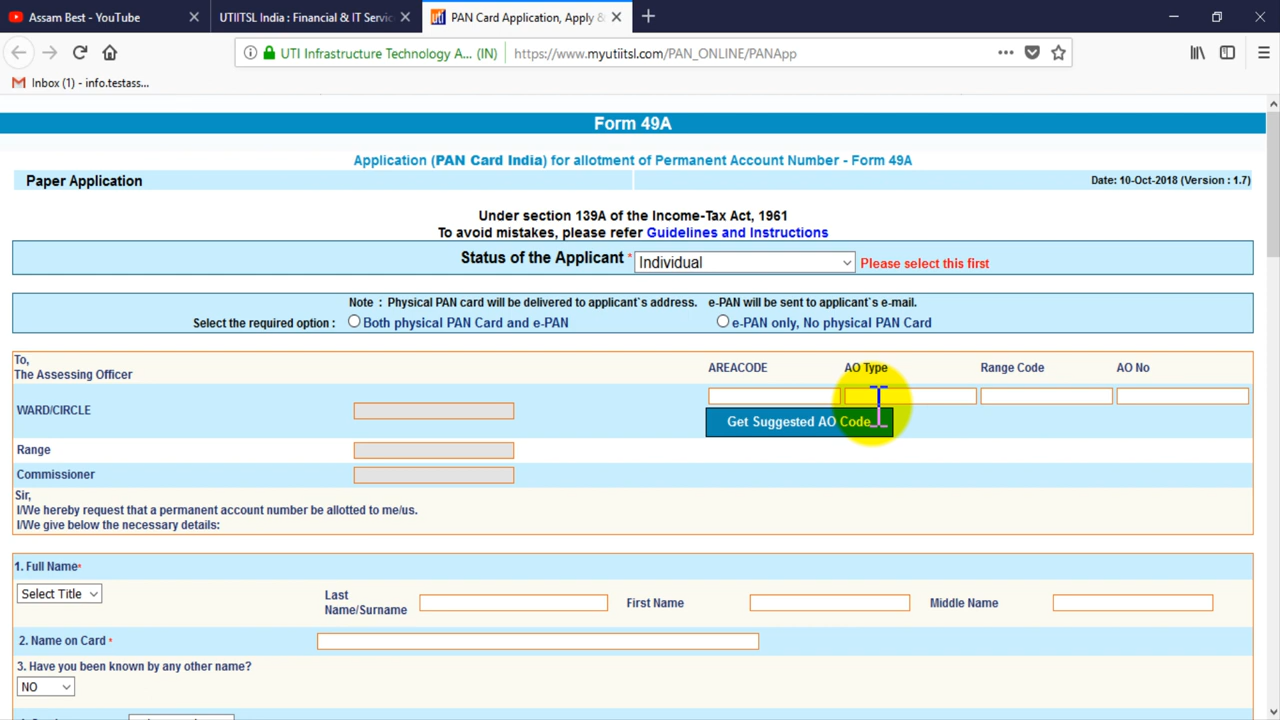 Assam Best - YouTube
UTIITSL India : Financial & IT Servic
PAN Card Application, Apply &
UTI Infrastructure Technology A... (IN)
https://www.myutiitsl.com/PAN_ONLINE/PANApp
Inbox (1) - info.testass...
Form 49A
Application (PAN Card India) for allotment of Permanent Account Number - Form 49A
Paper Application
Date: 10-Oct-2018 (Version : 1.7)
Under section 139A of the Income-Tax Act, 1961
To avoid mistakes, please refer Guidelines and Instructions
Status of the Applicant * Individual Please select this first
Note : Physical PAN card will be delivered to applicant`s address. e-PAN will be sent to applicant`s e-mail.
Select the required option : Both physical PAN Card and e-PAN e-PAN only, No physical PAN Card
To,
The Assessing Officer
AREACODE AO Type Range Code AO No
WARD/CIRCLE
Get Suggested AO Code
Range
Commissioner
Sir,
I/We hereby request that a permanent account number be allotted to me/us.
I/We give below the necessary details:
1. Full Name*
Select Title
Last
Name/Surname
First Name
Middle Name
2. Name on Card *
3. Have you been known by any other name?
NO